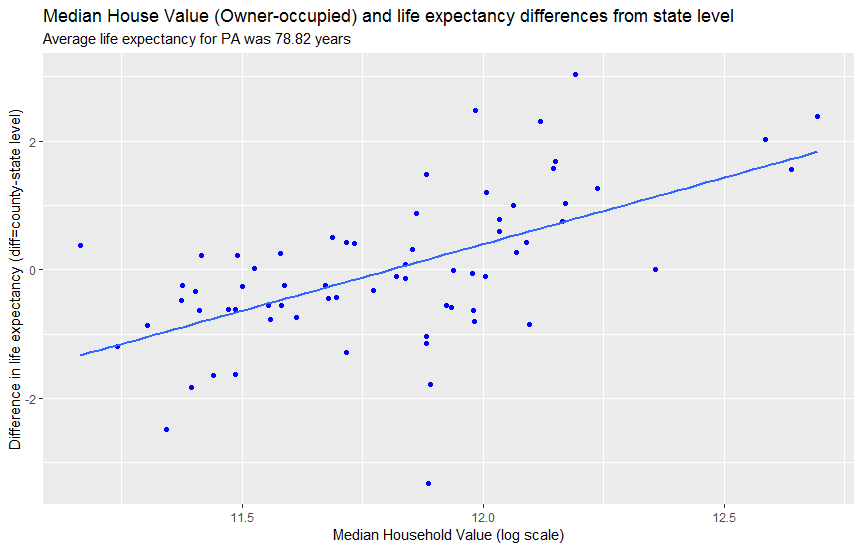 Median House Value (Owner-occupied) and life expectancy differences from state level
Average life expectancy for PA was 78.82 years
Difference in life expectancy (diff=county-state level)
2
0
-2
11.5
12.0
12.5
Median Household Value (log scale)